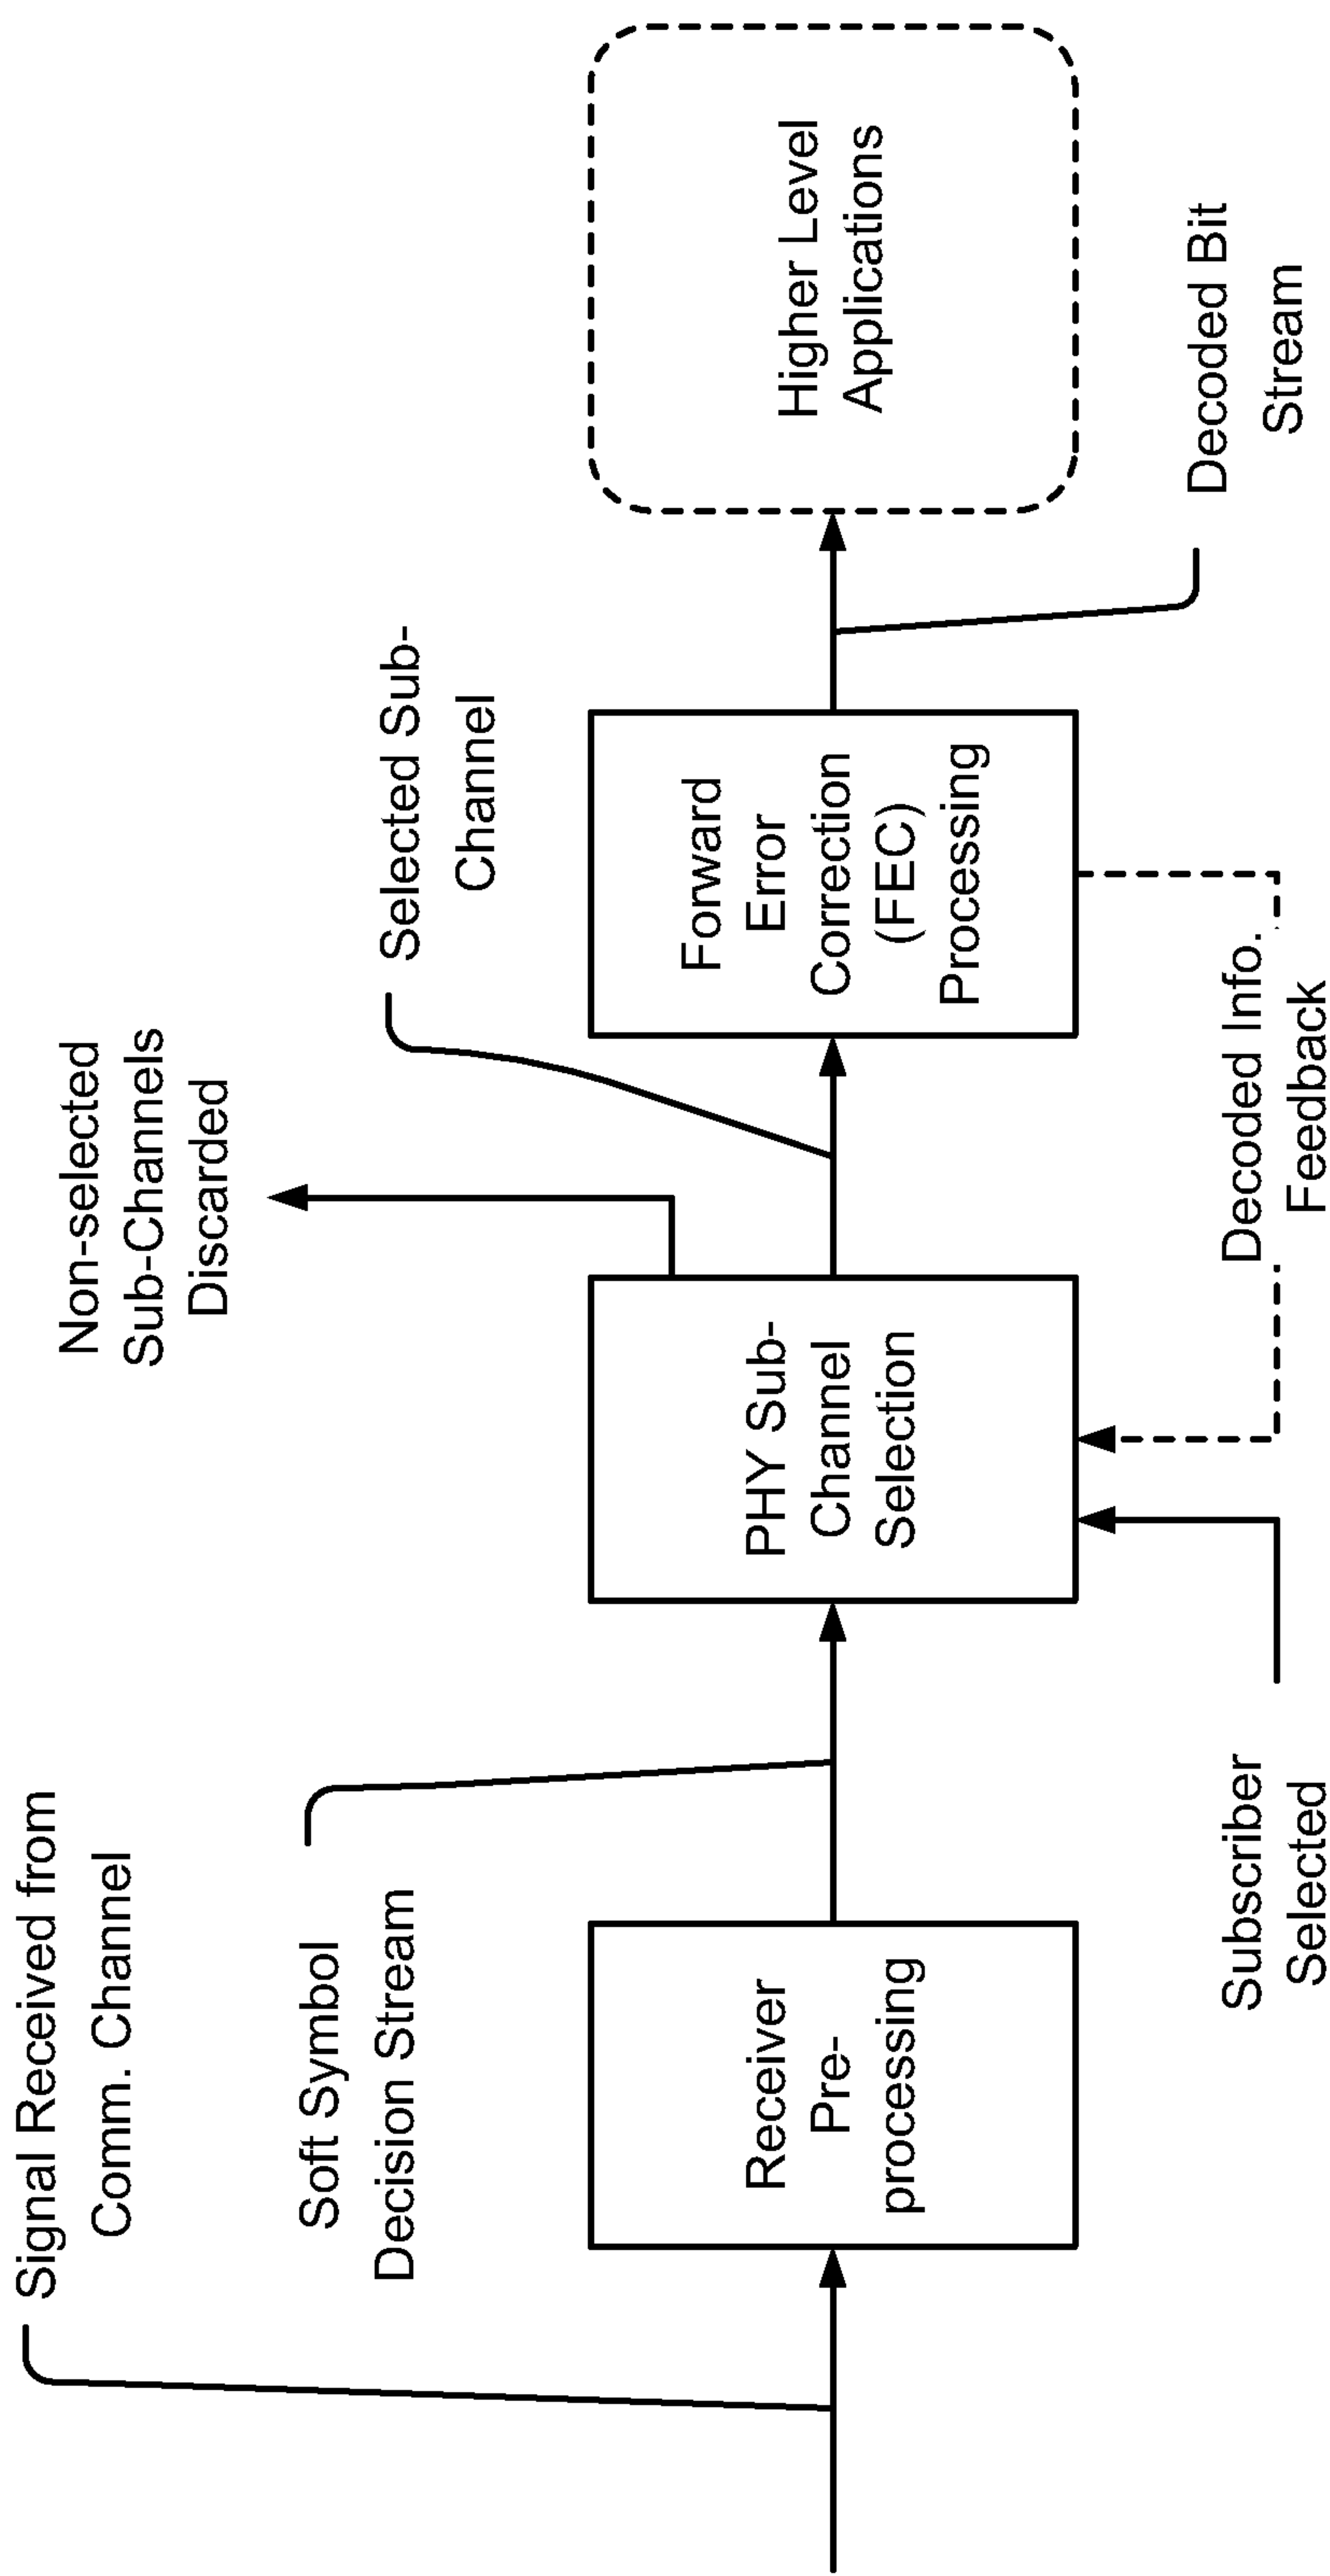 Signal Received from
Comm. Channel
Soft Symbol
Decision Stream
Non-selected
Sub-Channels
Discarded
Selected Sub-
Channel
Receiver
Pre-
processing
PHY Sub-
Channel
Selection
Forward
Error
Correction
(FEC)
Processing
Higher Level
Applications
Subscriber
Selected
Decoded Info.
Feedback
Decoded Bit
Stream